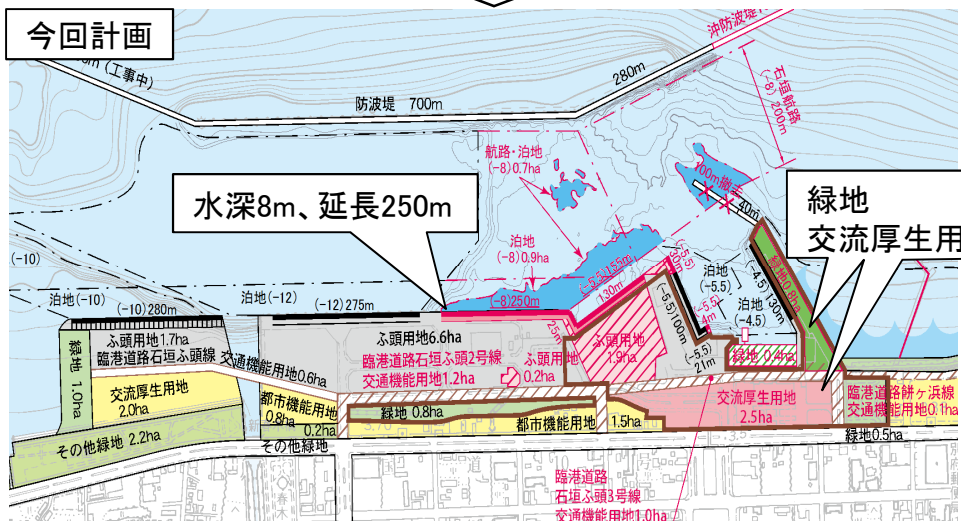 今回計画
沖防波堤
m(工事中)
280m
防波堤 700m
石垣航路
(-8) 200m
航路・泊地
(-8)0.7ha
100m撤去
40m
水深8m、延長250m
緑地
交流厚生用
泊地
(-8)0.9ha
(-10)
泊地(-10)
(-10)280m
泊地(-12)
(-12)275m
(-8)250m
(-5.5)155m
130m
(-5.5)
30m
泊地
(-5.5)
(-5.5)100m
(-5.5)
4m
泊地
(-4.5)
(-4.5)130m
緑地0.8ha
25m
(-5.5)
21m
ふ頭用地1.7ha
臨港道路石垣ふ頭線
交通機能用地0.6ha
ふ頭用地6.6ha
臨港道路石垣ふ頭2号線
交通機能用地1.2ha
ふ頭用地
0.2ha
ふ頭用地
1.9ha
緑地 0.4ha
緑地 1.0ha
交流厚生用地
2.0ha
都市機能用地
0.8ha
0.2ha
緑地 0.8ha
都市機能用地
1.5ha
交流厚生用地
2.5ha
臨港道路餅ヶ浜線
交通機能用地0.1ha
その他緑地 2.2ha
その他緑地
緑地0.5ha
臨港道路
石垣ふ頭3号線
交通機能用地1.0ha